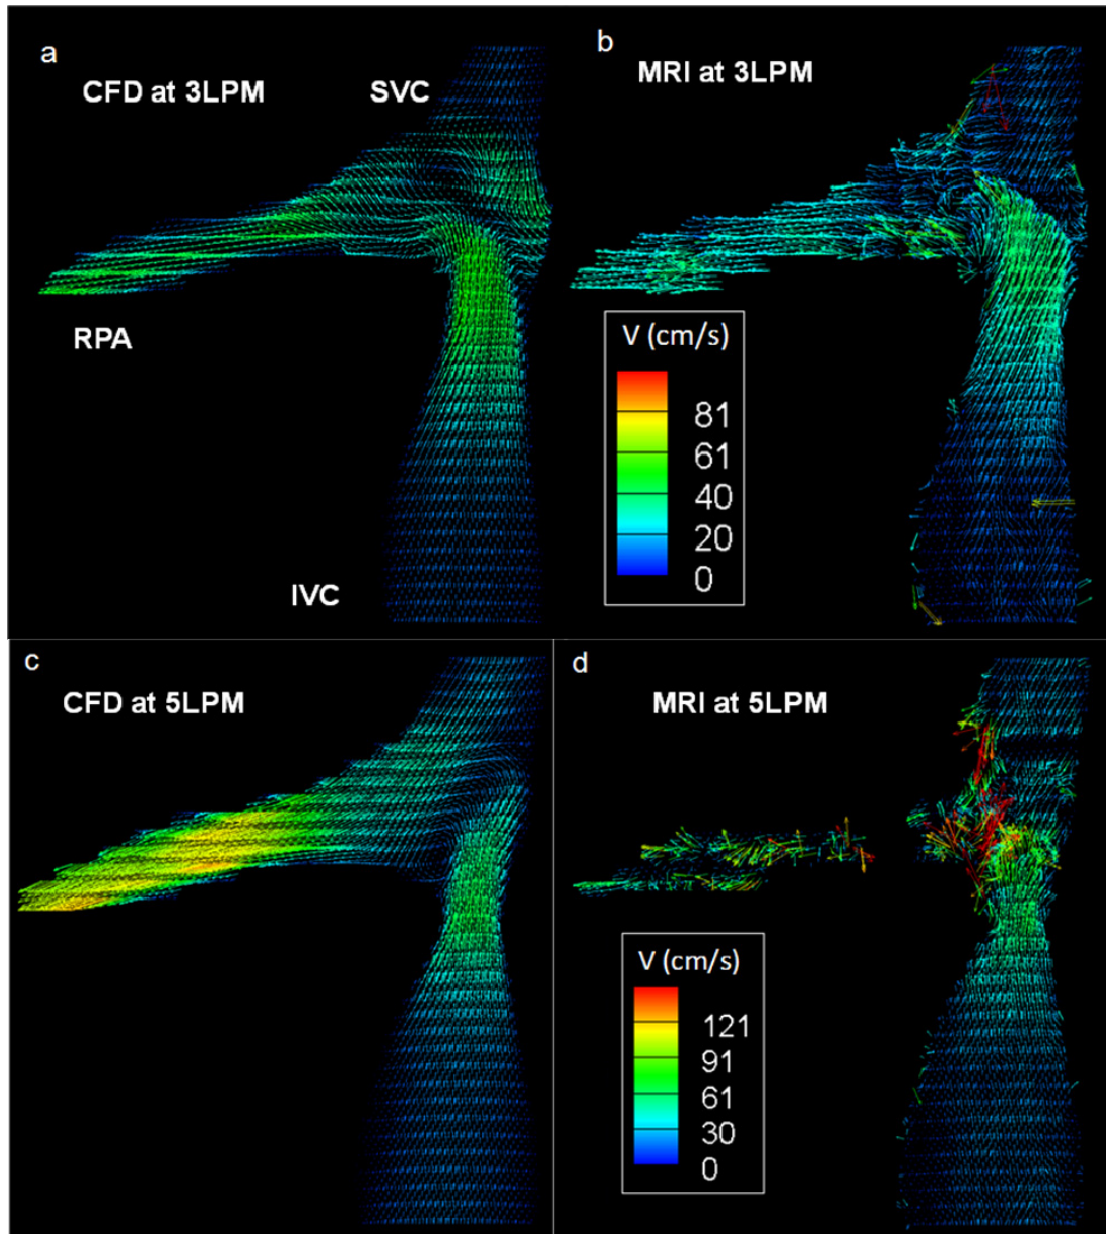 a
CFD at 3LPM
SVC
RPA
IVC
b
MRI at 3LPM
V (cm/s)
81
61
40
20
0
c
CFD at 5LPM
d
MRI at 5LPM
V (cm/s)
121
91
61
30
0